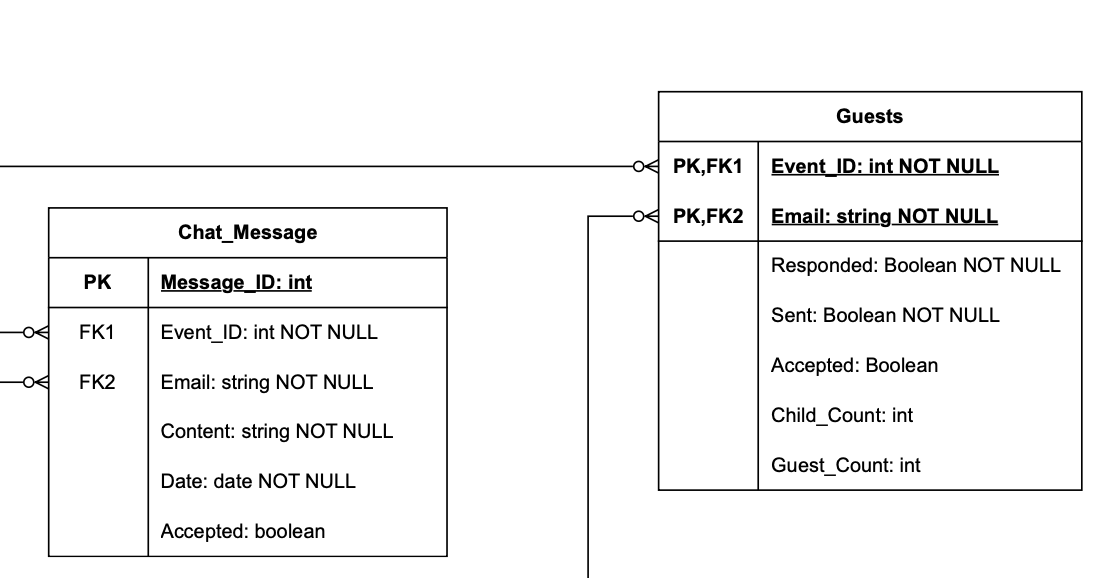 Guests
PK,FK1 Event_ID: int NOT NULL
PK,FK2 Email: string NOT NULL
Responded: Boolean NOT NULL
Sent: Boolean NOT NULL
Accepted: Boolean
Child_Count: int
Guest_Count: int
Chat_Message
PK Message_ID: int
FK1 Event_ID: int NOT NULL
FK2 Email: string NOT NULL
Content: string NOT NULL
Date: date NOT NULL
Accepted: boolean